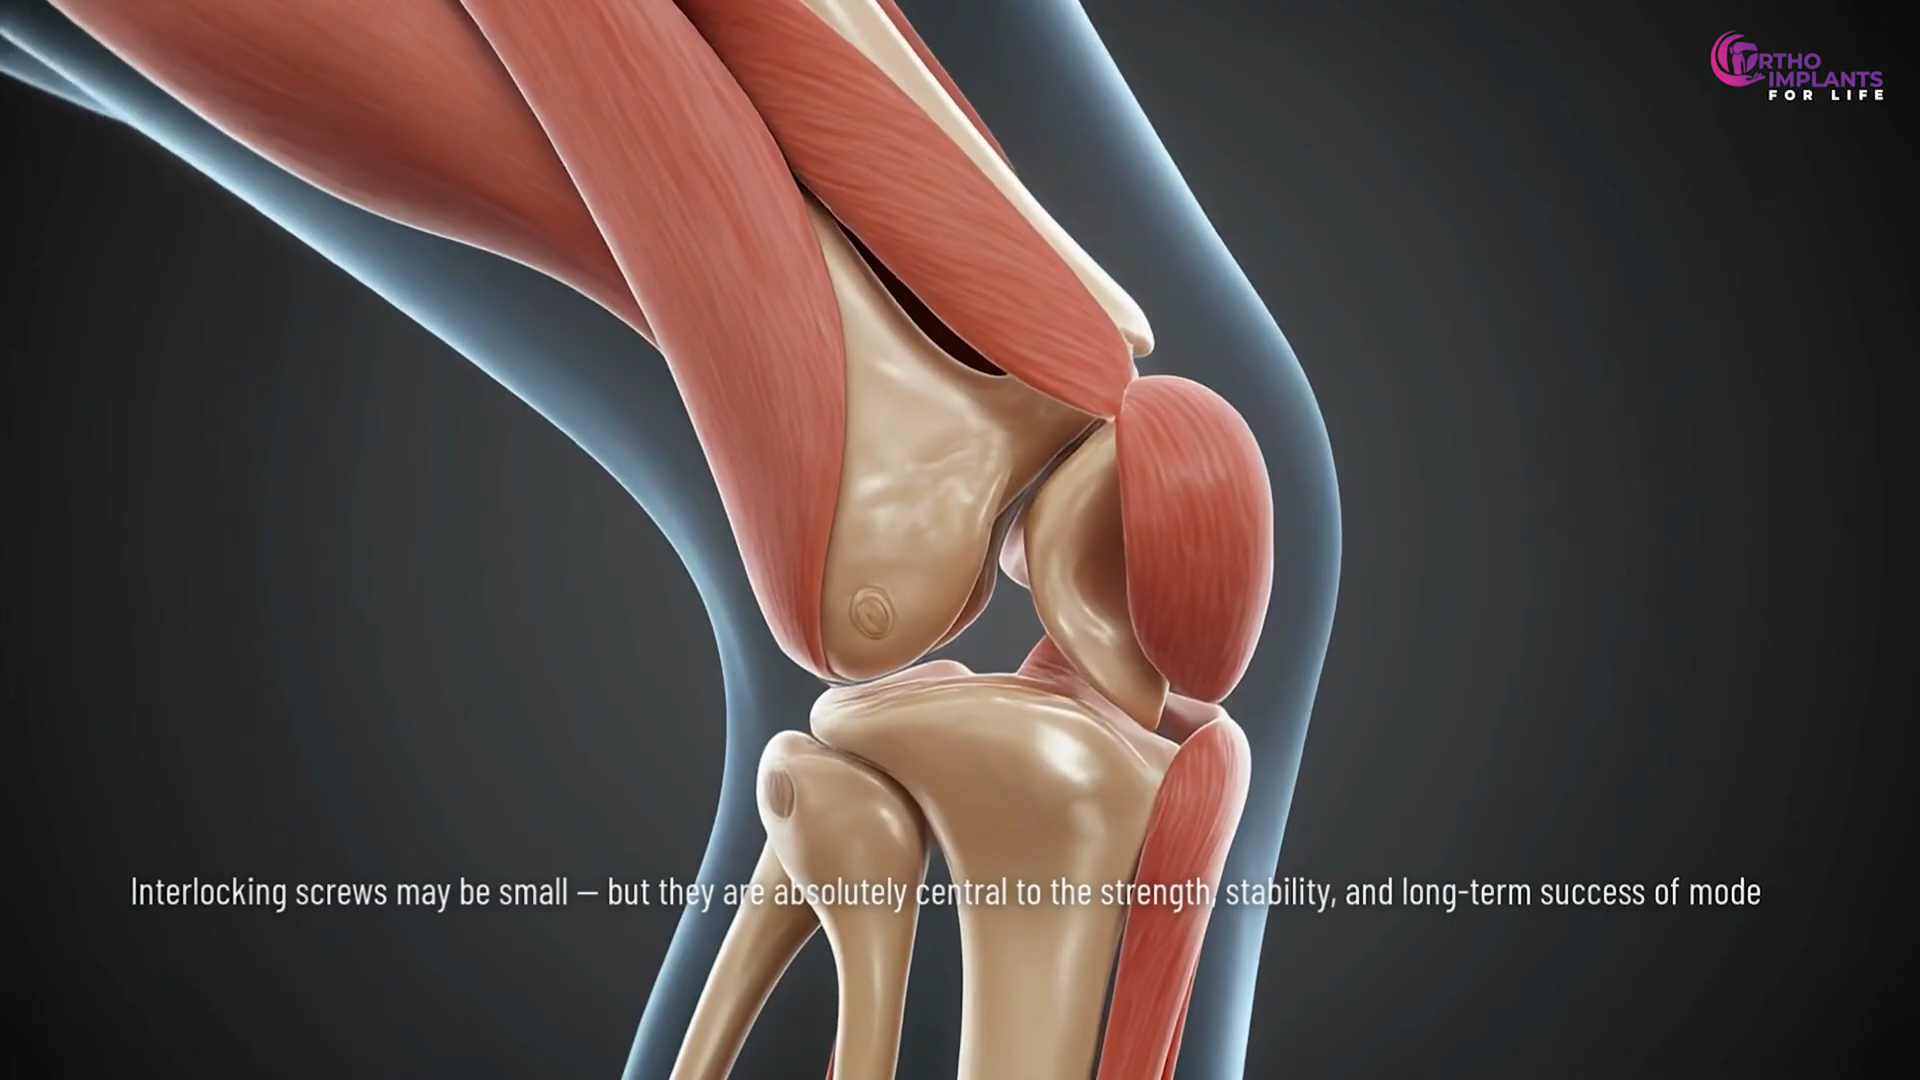 RTHO
IMPLANTS
FOR LIFE
Interlocking screws may be small – but they are absolutely central to the strength, stability, and long-term success of mode